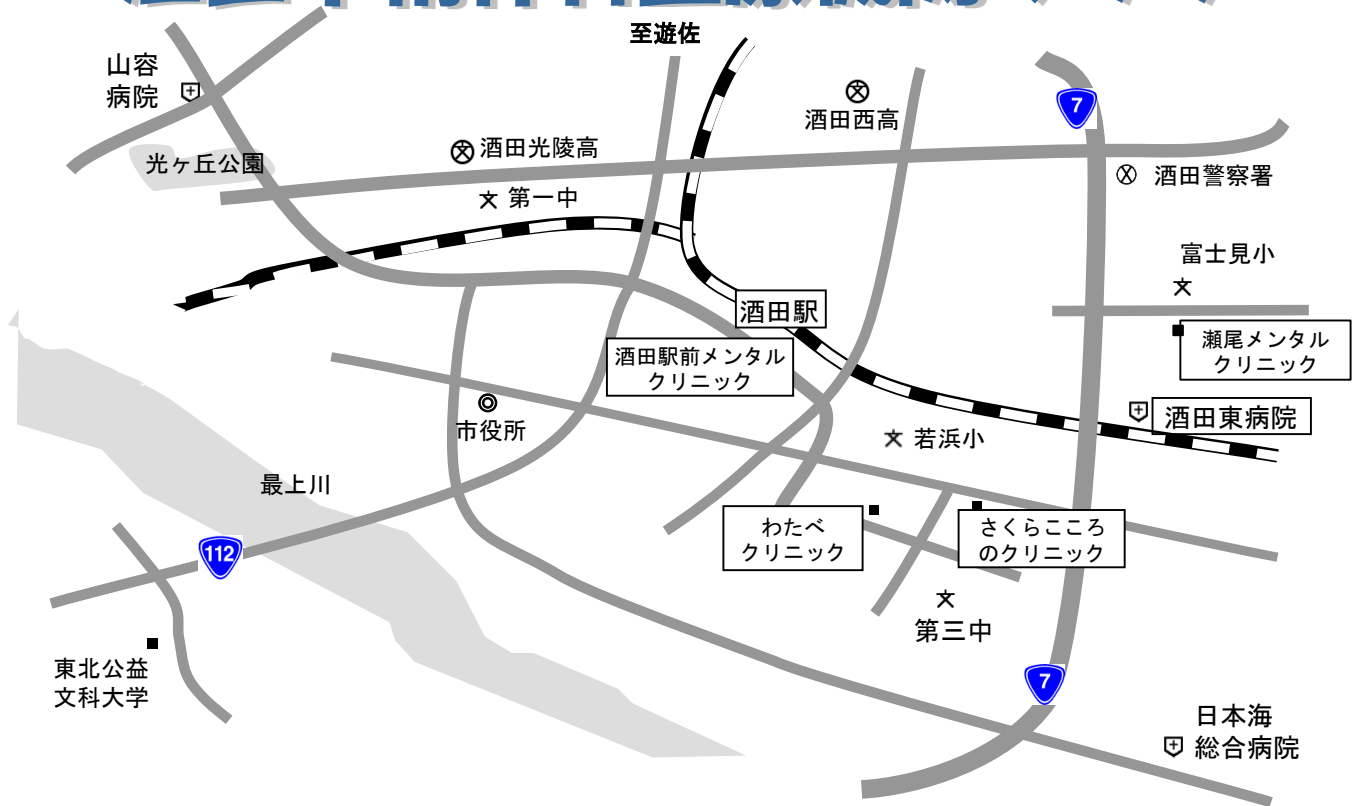 至遊佐
山容
病院
酒田西高
7
酒田光陵高
光ヶ丘公園
酒田警察署
第一中
富士見小
酒田駅
瀬尾メンタル
クリニック
酒田駅前メンタル
クリニック
酒田東病院
市役所
若浜小
最上川
わたべ
クリニック
さくらこころ
のクリニック
112
第三中
東北公益
文科大学
7
日本海
総合病院